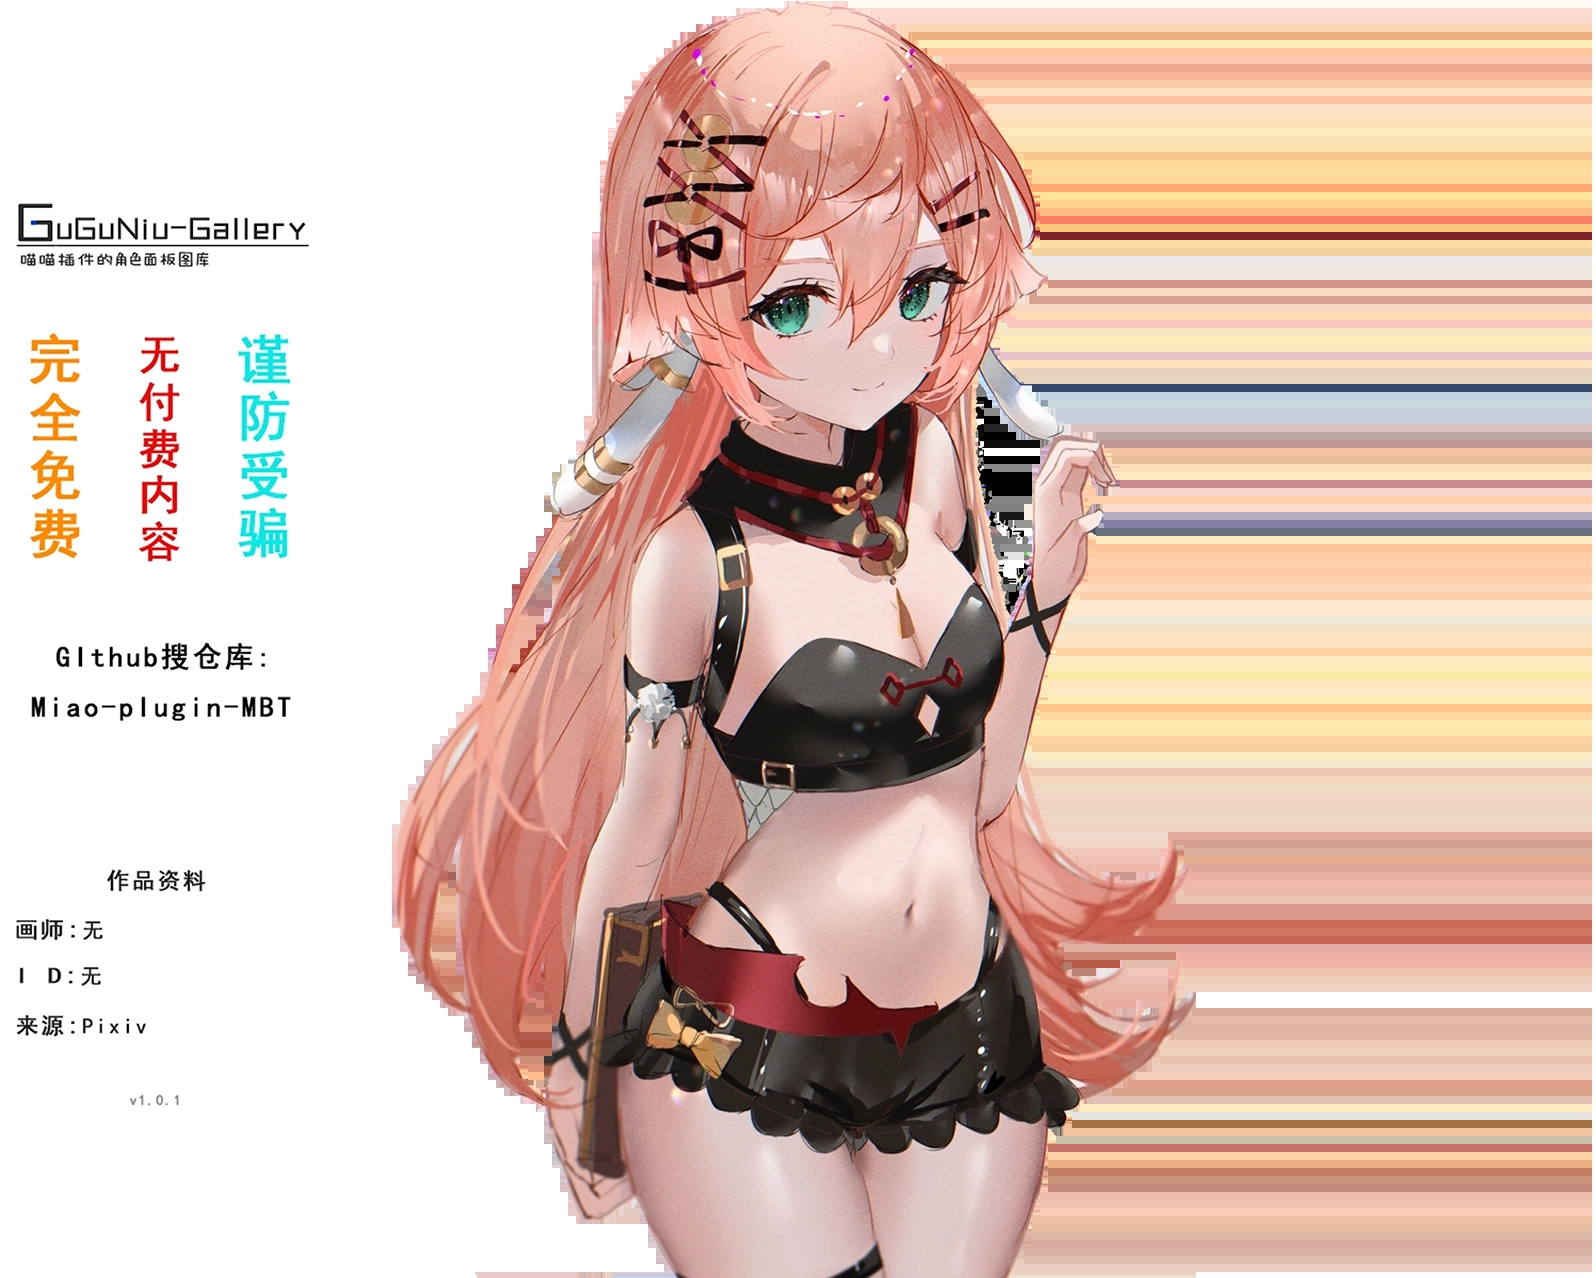 GuGuNiu-Gallery
喵喵插件的角色面板图库
完全免费
无付费内容
谨防受骗
GIthub搜仓库:
Miao-plugin-MBT
作品资料
画师:无
I D:无
来源:Pixiv
v1.0.1